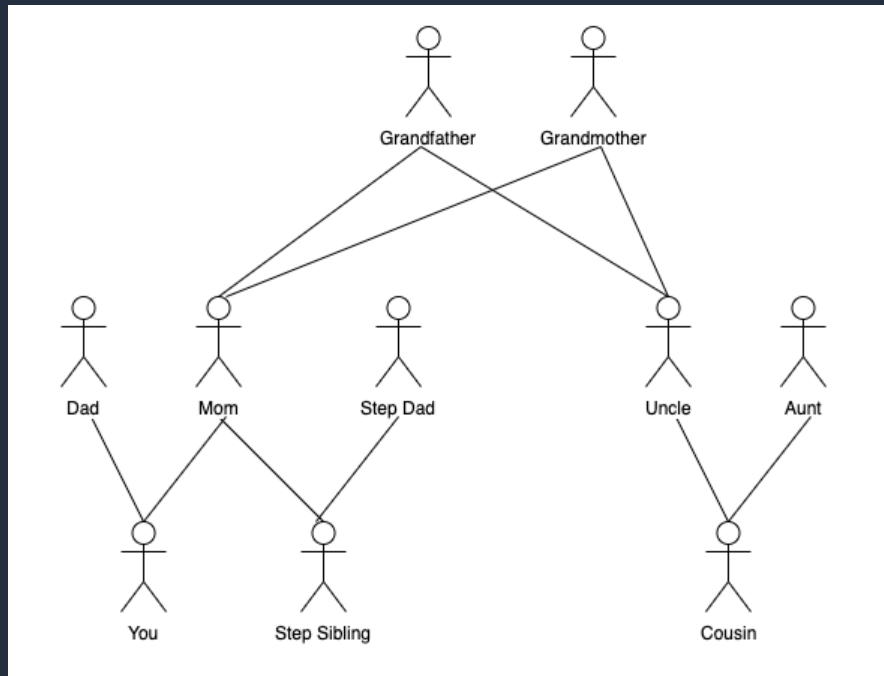 Grandfather
Grandmother
Dad
Mom
Step Dad
Uncle
Aunt
You
Step Sibling
Cousin